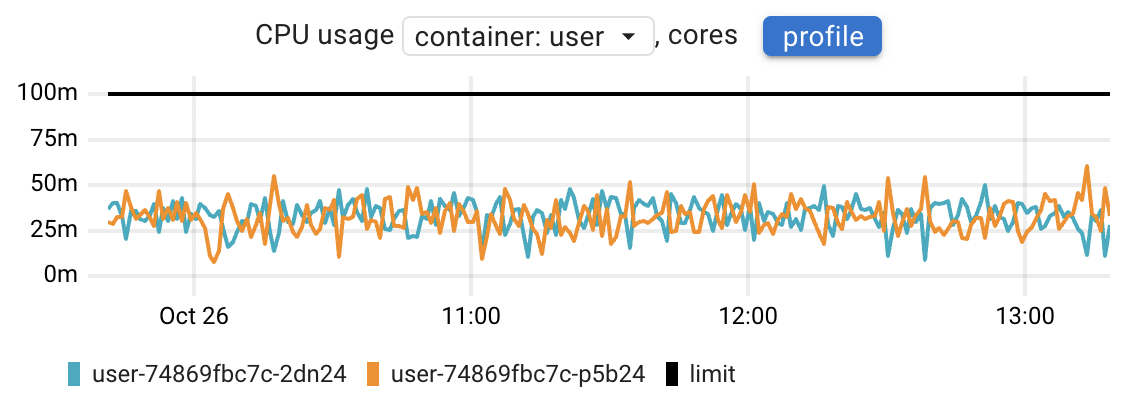 CPU usage container: user , cores profile
100m
75m
50m
25m
0m
Oct 26 11:00 12:00 13:00
user-74869fbc7c-2dn24 user-74869fbc7c-p5b24 limit